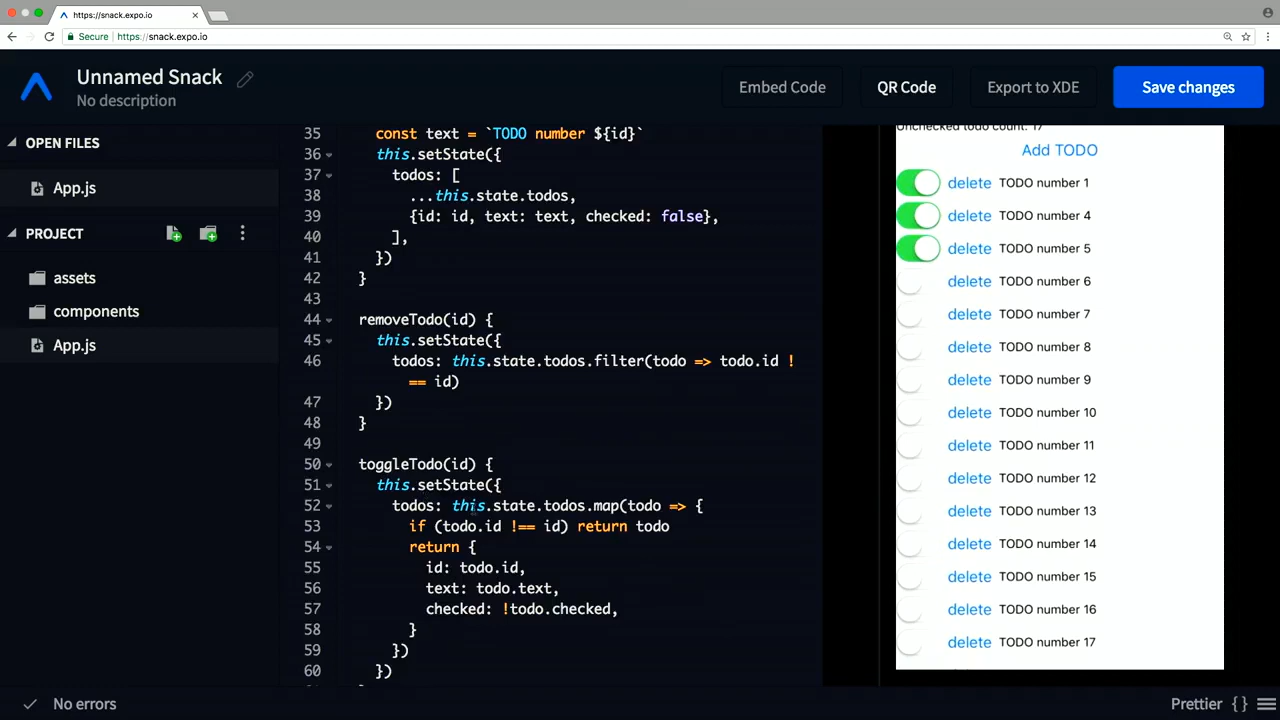 https://snack.expo.io
Secure https://snack.expo.io
Unnamed Snack
No description
Embed Code
QR Code
Export to XDE
Save changes
OPEN FILES
App.js
PROJECT
assets
components
App.js
35 const text = `TODO number ${id}`
36 this.setState({
37 todos: [
38 ...this.state.todos,
39 {id: id, text: text, checked: false},
40 ],
41 })
42 }
43
44 removeTodo(id) {
45 this.setState({
46 todos: this.state.todos.filter(todo => todo.id !
== id)
47 })
48 }
49
50 toggleTodo(id) {
51 this.setState({
52 todos: this.state.todos.map(todo => {
53 if (todo.id !== id) return todo
54 return {
55 id: todo.id,
56 text: todo.text,
57 checked: !todo.checked,
58 }
59 })
60 })
Unchecked todo count: 17
Add TODO
delete TODO number 1
delete TODO number 4
delete TODO number 5
delete TODO number 6
delete TODO number 7
delete TODO number 8
delete TODO number 9
delete TODO number 10
delete TODO number 11
delete TODO number 12
delete TODO number 13
delete TODO number 14
delete TODO number 15
delete TODO number 16
delete TODO number 17
No errors
Prettier {}